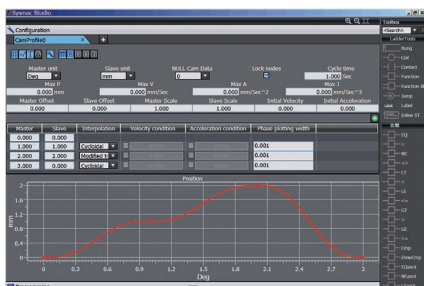 Sysmac Studio
Configuration
CamProfile0
Master unit Slave unit NULL Cam Data Lock nodes Cycle time
Deg mm 0 1.000 Sec
Max P Max V Max A Max J
0.000 mm 0.000 mm/Sec 0.000 mm/Sec^2 0.000 mm/Sec^3
Master Offset Slave Offset Master Scale Slave Scale Initial Velocity Initial Acceleration
0.000 0.000 1.000 1.000 0.000 0.000
Master Slave Interpolation Velocity condition Acceleration condition Phase plotting width
0.000 0.000
1.000 1.000 Cycloidal 0.001
2.000 2.000 Modified 0.001
3.000 0.000 Cycloidal 0.001
Position
2
1.6
1.2
0.8
0.4
0
mm
0 0.3 0.6 0.9 1.2 1.5 1.8 2.1 2.4 2.7 3
Deg
Toolbox
<Search>
LadderTools
Rung
Coil
Contact
Function
Function
Jump
Label
Inline ST
EQ
=
NE
<>
LT
<
LE
<=
GT
>
GE
>=
Cmp
ZoneCmp